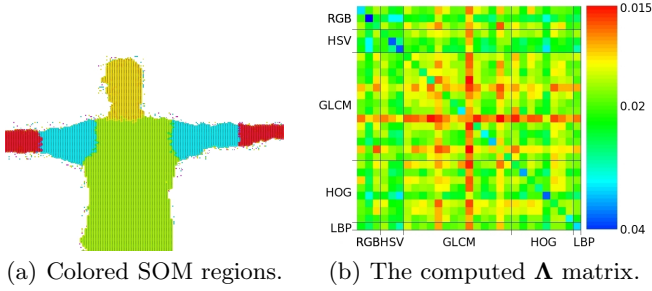 RGB
HSV
GLCM
HOG
LBP
RGBHSV GLCM HOG LBP
0.015
0.02
0.04
(a) Colored SOM regions.
(b) The computed Λ matrix.